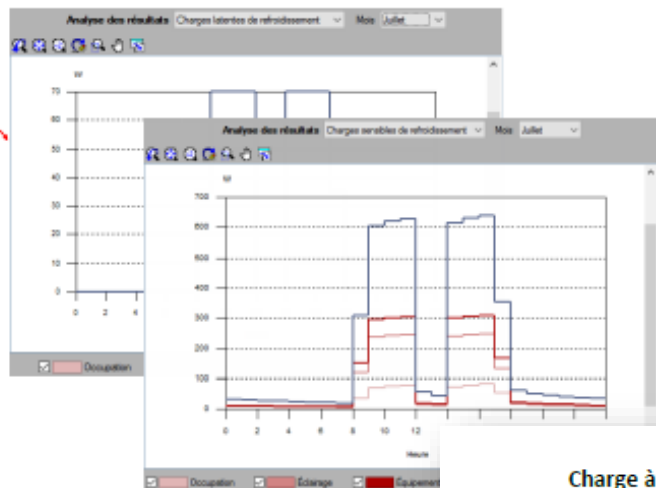 Analyse des résultats Charges latentes de refroidissement Mois Juillet
W
70
60
50
40
30
20
10
0
0 2 4
Occupation
Analyse des résultats Charges sensibles de refroidissement Mois Juillet
W
700
600
500
400
300
200
100
0
0 2 4 6 8 10 12
Heure
Occupation Éclairage Équipement
Charge à